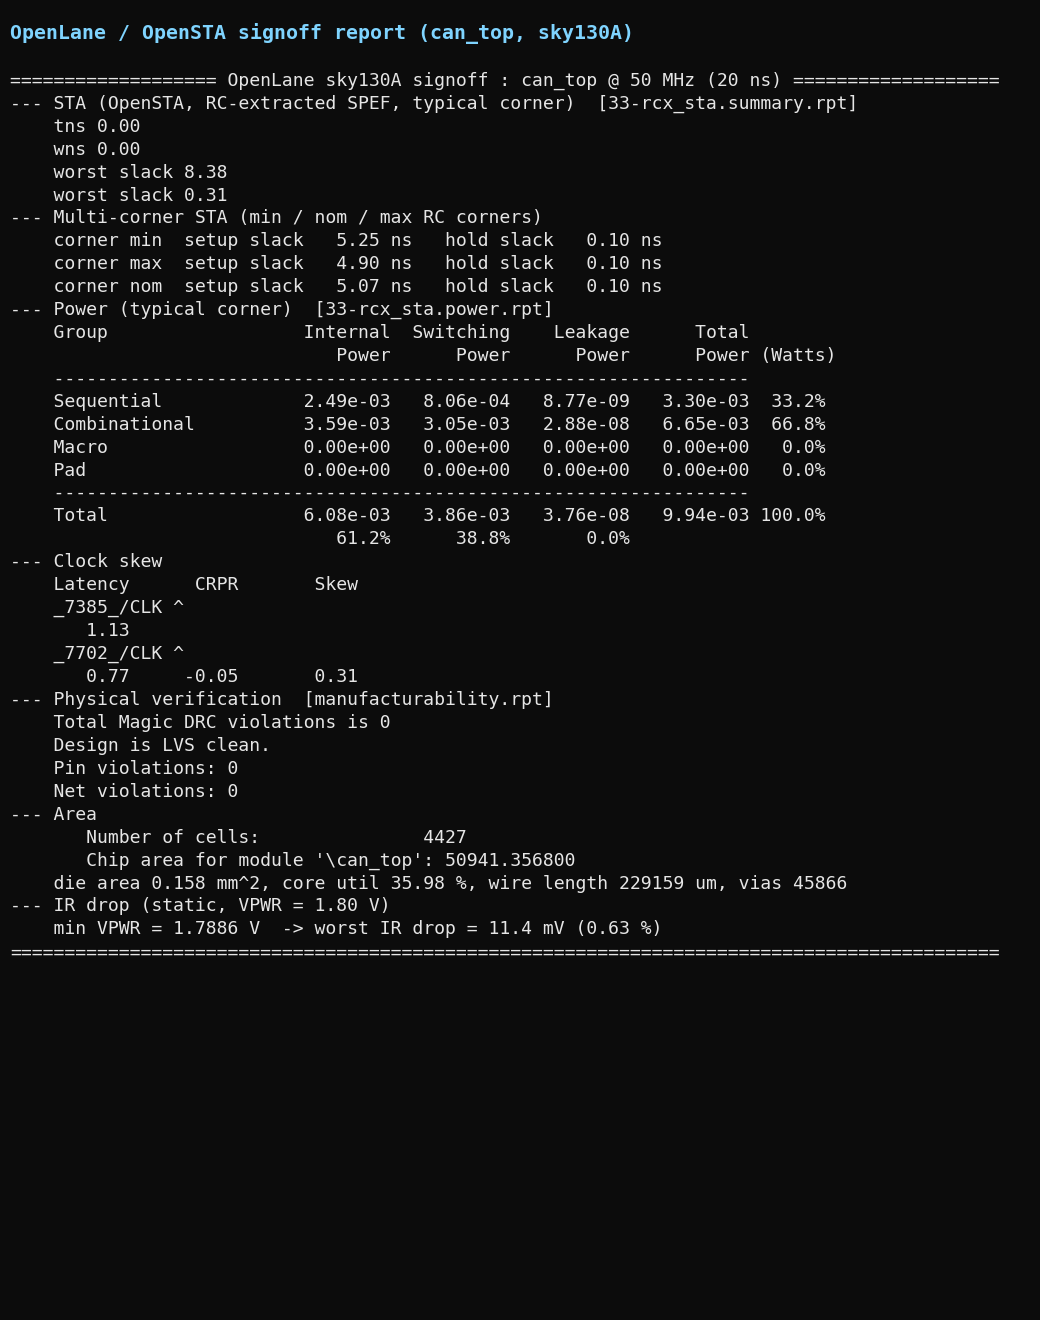 OpenLane / OpenSTA signoff report (can_top, sky130A)
=================== OpenLane sky130A signoff : can_top @ 50 MHz (20 ns) ===================
--- STA (OpenSTA, RC-extracted SPEF, typical corner)  [33-rcx_sta.summary.rpt]
    tns 0.00
    wns 0.00
    worst slack 8.38
    worst slack 0.31
--- Multi-corner STA (min / nom / max RC corners)
    corner min  setup slack   5.25 ns   hold slack   0.10 ns
    corner max  setup slack   4.90 ns   hold slack   0.10 ns
    corner nom  setup slack   5.07 ns   hold slack   0.10 ns
--- Power (typical corner)  [33-rcx_sta.power.rpt]
    Group                  Internal  Switching    Leakage      Total
                              Power      Power      Power      Power (Watts)
    ----------------------------------------------------------------
    Sequential             2.49e-03   8.06e-04   8.77e-09   3.30e-03  33.2%
    Combinational          3.59e-03   3.05e-03   2.88e-08   6.65e-03  66.8%
    Macro                  0.00e+00   0.00e+00   0.00e+00   0.00e+00   0.0%
    Pad                    0.00e+00   0.00e+00   0.00e+00   0.00e+00   0.0%
    ----------------------------------------------------------------
    Total                  6.08e-03   3.86e-03   3.76e-08   9.94e-03 100.0%
                              61.2%      38.8%       0.0%
--- Clock skew
    Latency      CRPR       Skew
    _7385_/CLK ^
       1.13
    _7702_/CLK ^
       0.77     -0.05       0.31
--- Physical verification  [manufacturability.rpt]
    Total Magic DRC violations is 0
    Design is LVS clean.
    Pin violations: 0
    Net violations: 0
--- Area
       Number of cells:               4427
       Chip area for module '\can_top': 50941.356800
    die area 0.158 mm^2, core util 35.98 %, wire length 229159 um, vias 45866
--- IR drop (static, VPWR = 1.80 V)
    min VPWR = 1.7886 V  -> worst IR drop = 11.4 mV (0.63 %)
===========================================================================================